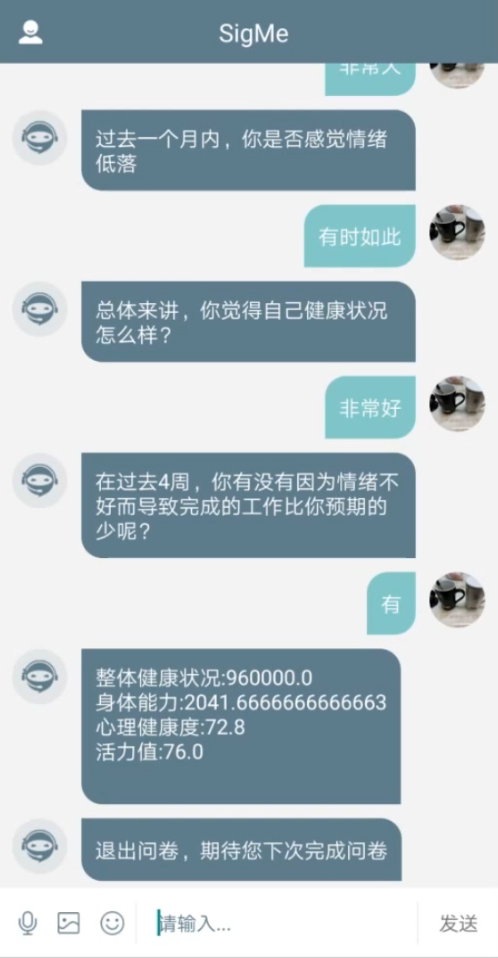 SigMe
非常大
过去一个月内，你是否感觉情绪
低落
有时如此
总体来讲，你觉得自己健康状况
怎么样？
非常好
在过去4周，你有没有因为情绪不
好而导致完成的工作比你预期的
少呢？
有
整体健康状况:960000.0
身体能力:2041.6666666666663
心理健康度:72.8
活力值:76.0
退出问卷，期待您下次完成问卷
请输入...
发送